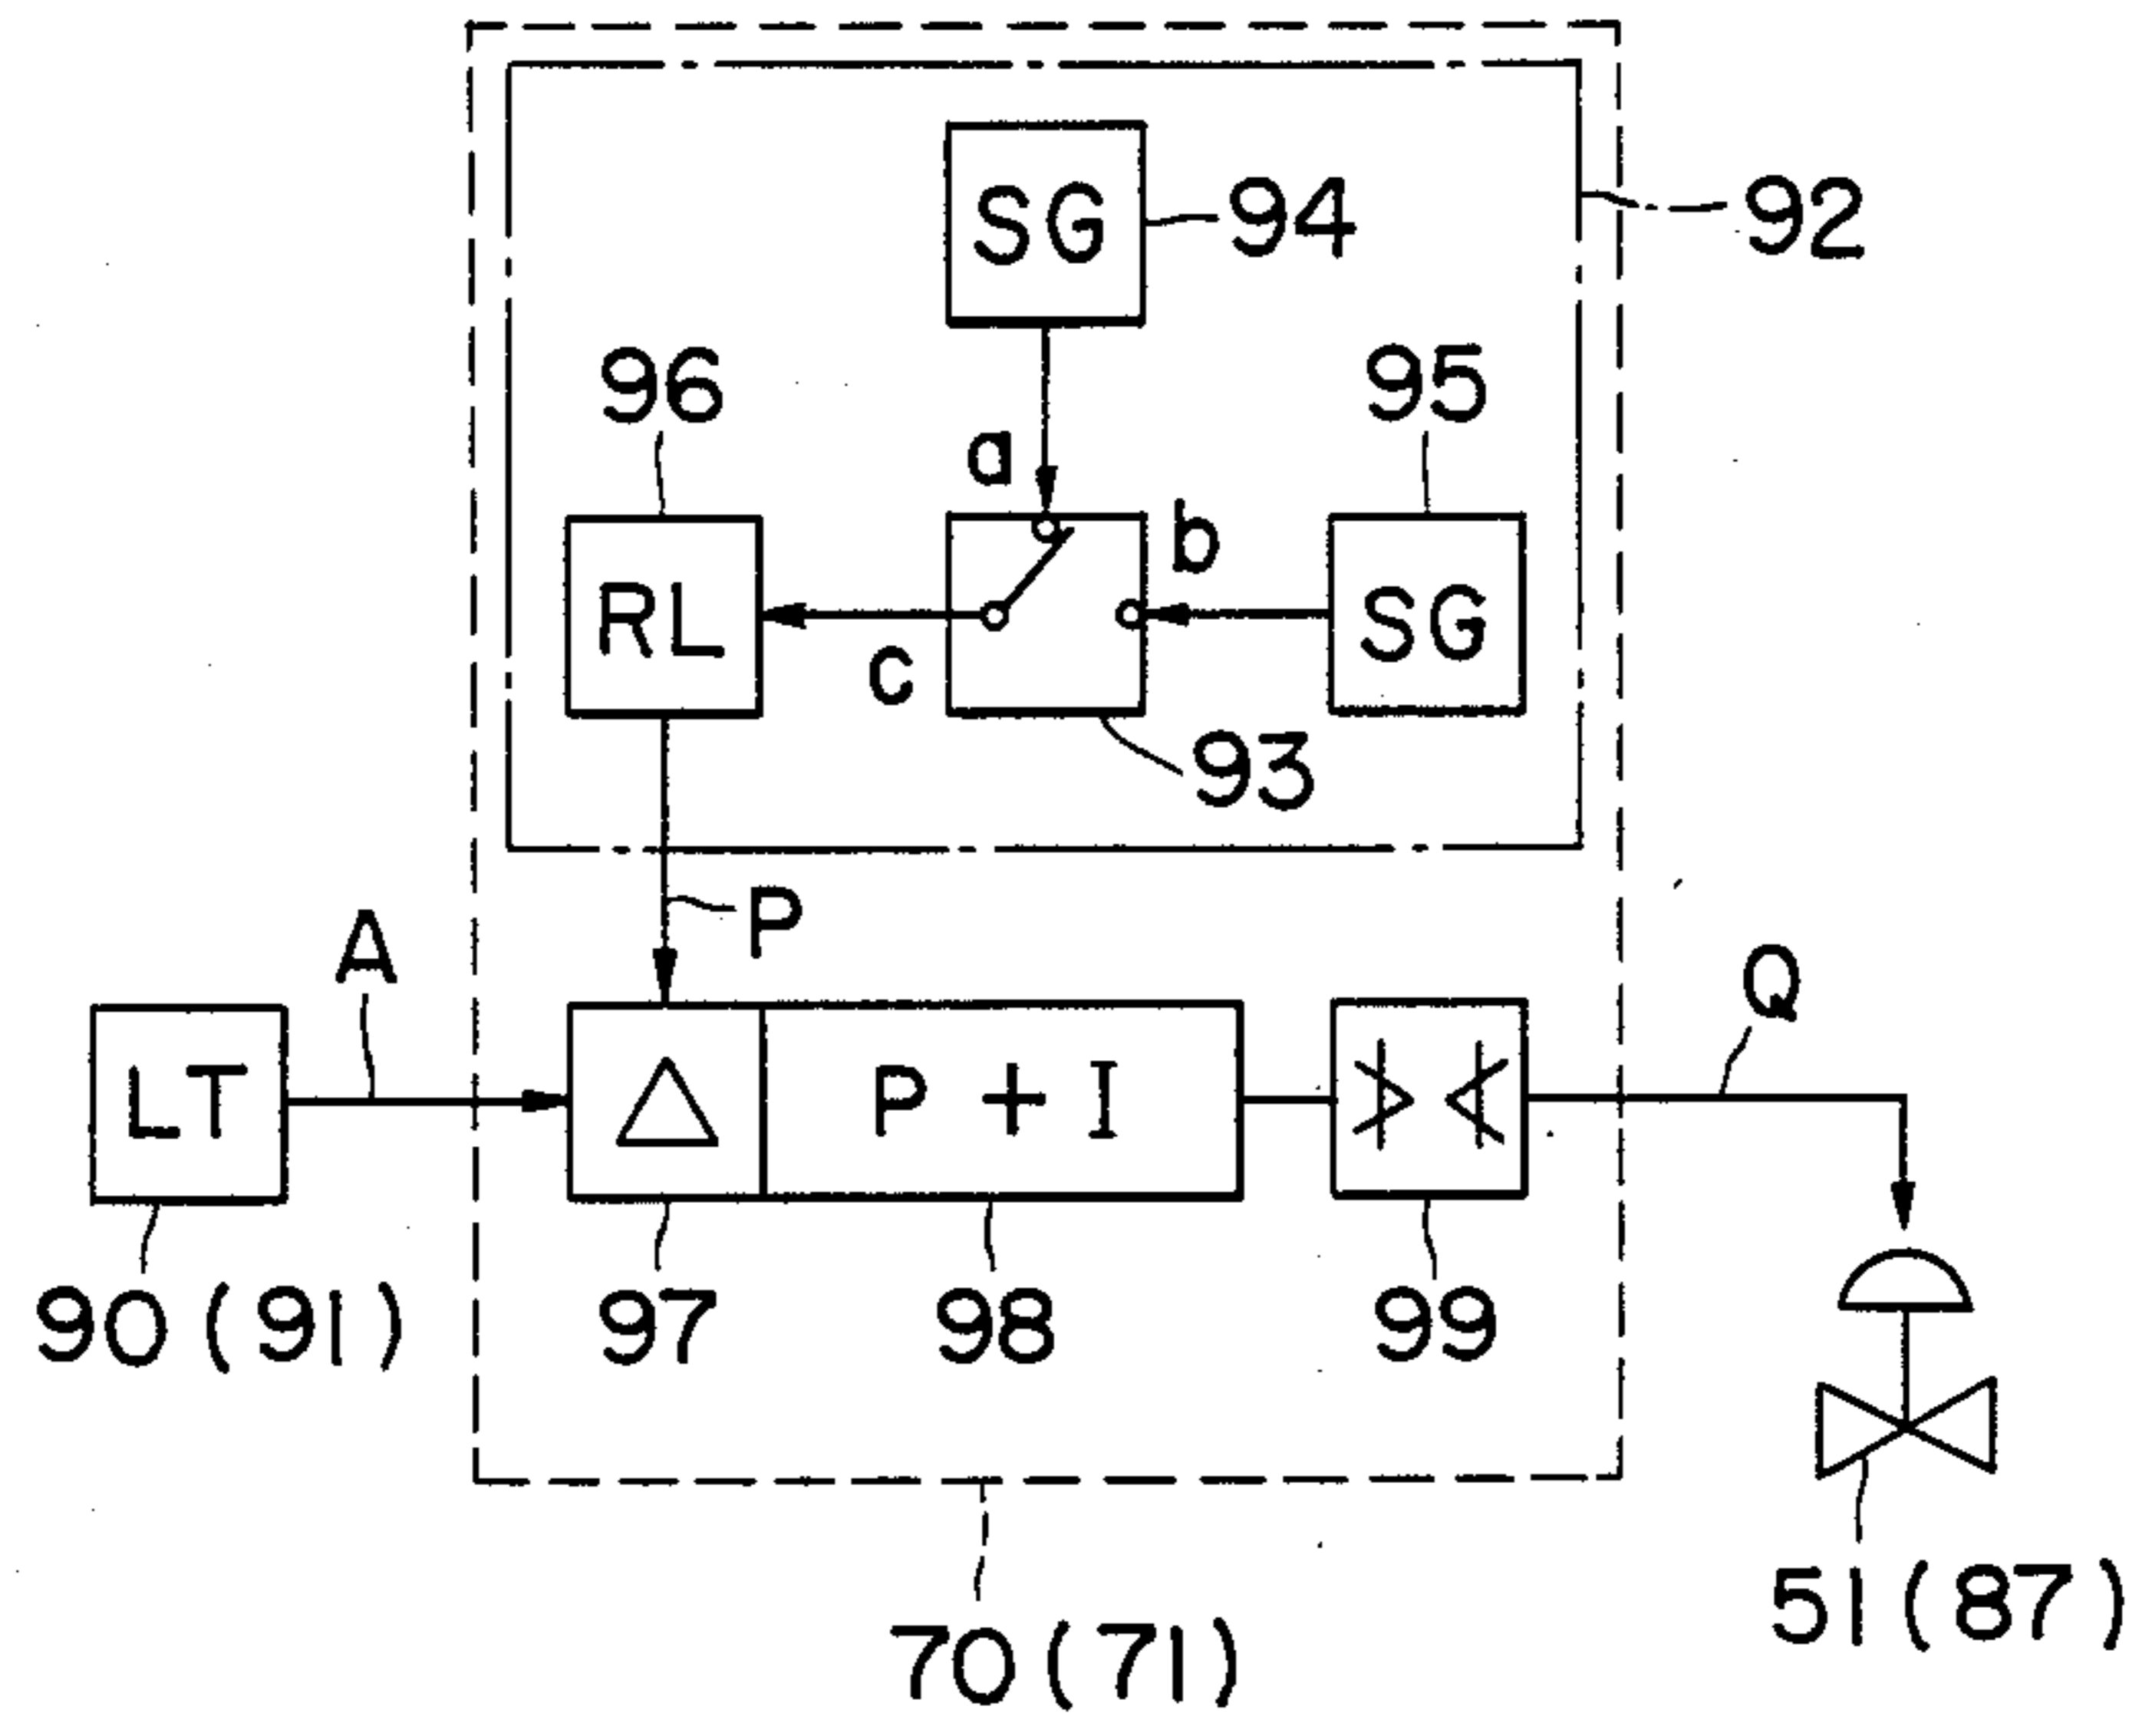 SG
94
92
96
95
a
b
RL
SG
c
93
P
A
Q
LT
△
P + I
90(91)
97
98
99
51(87)
70(71)